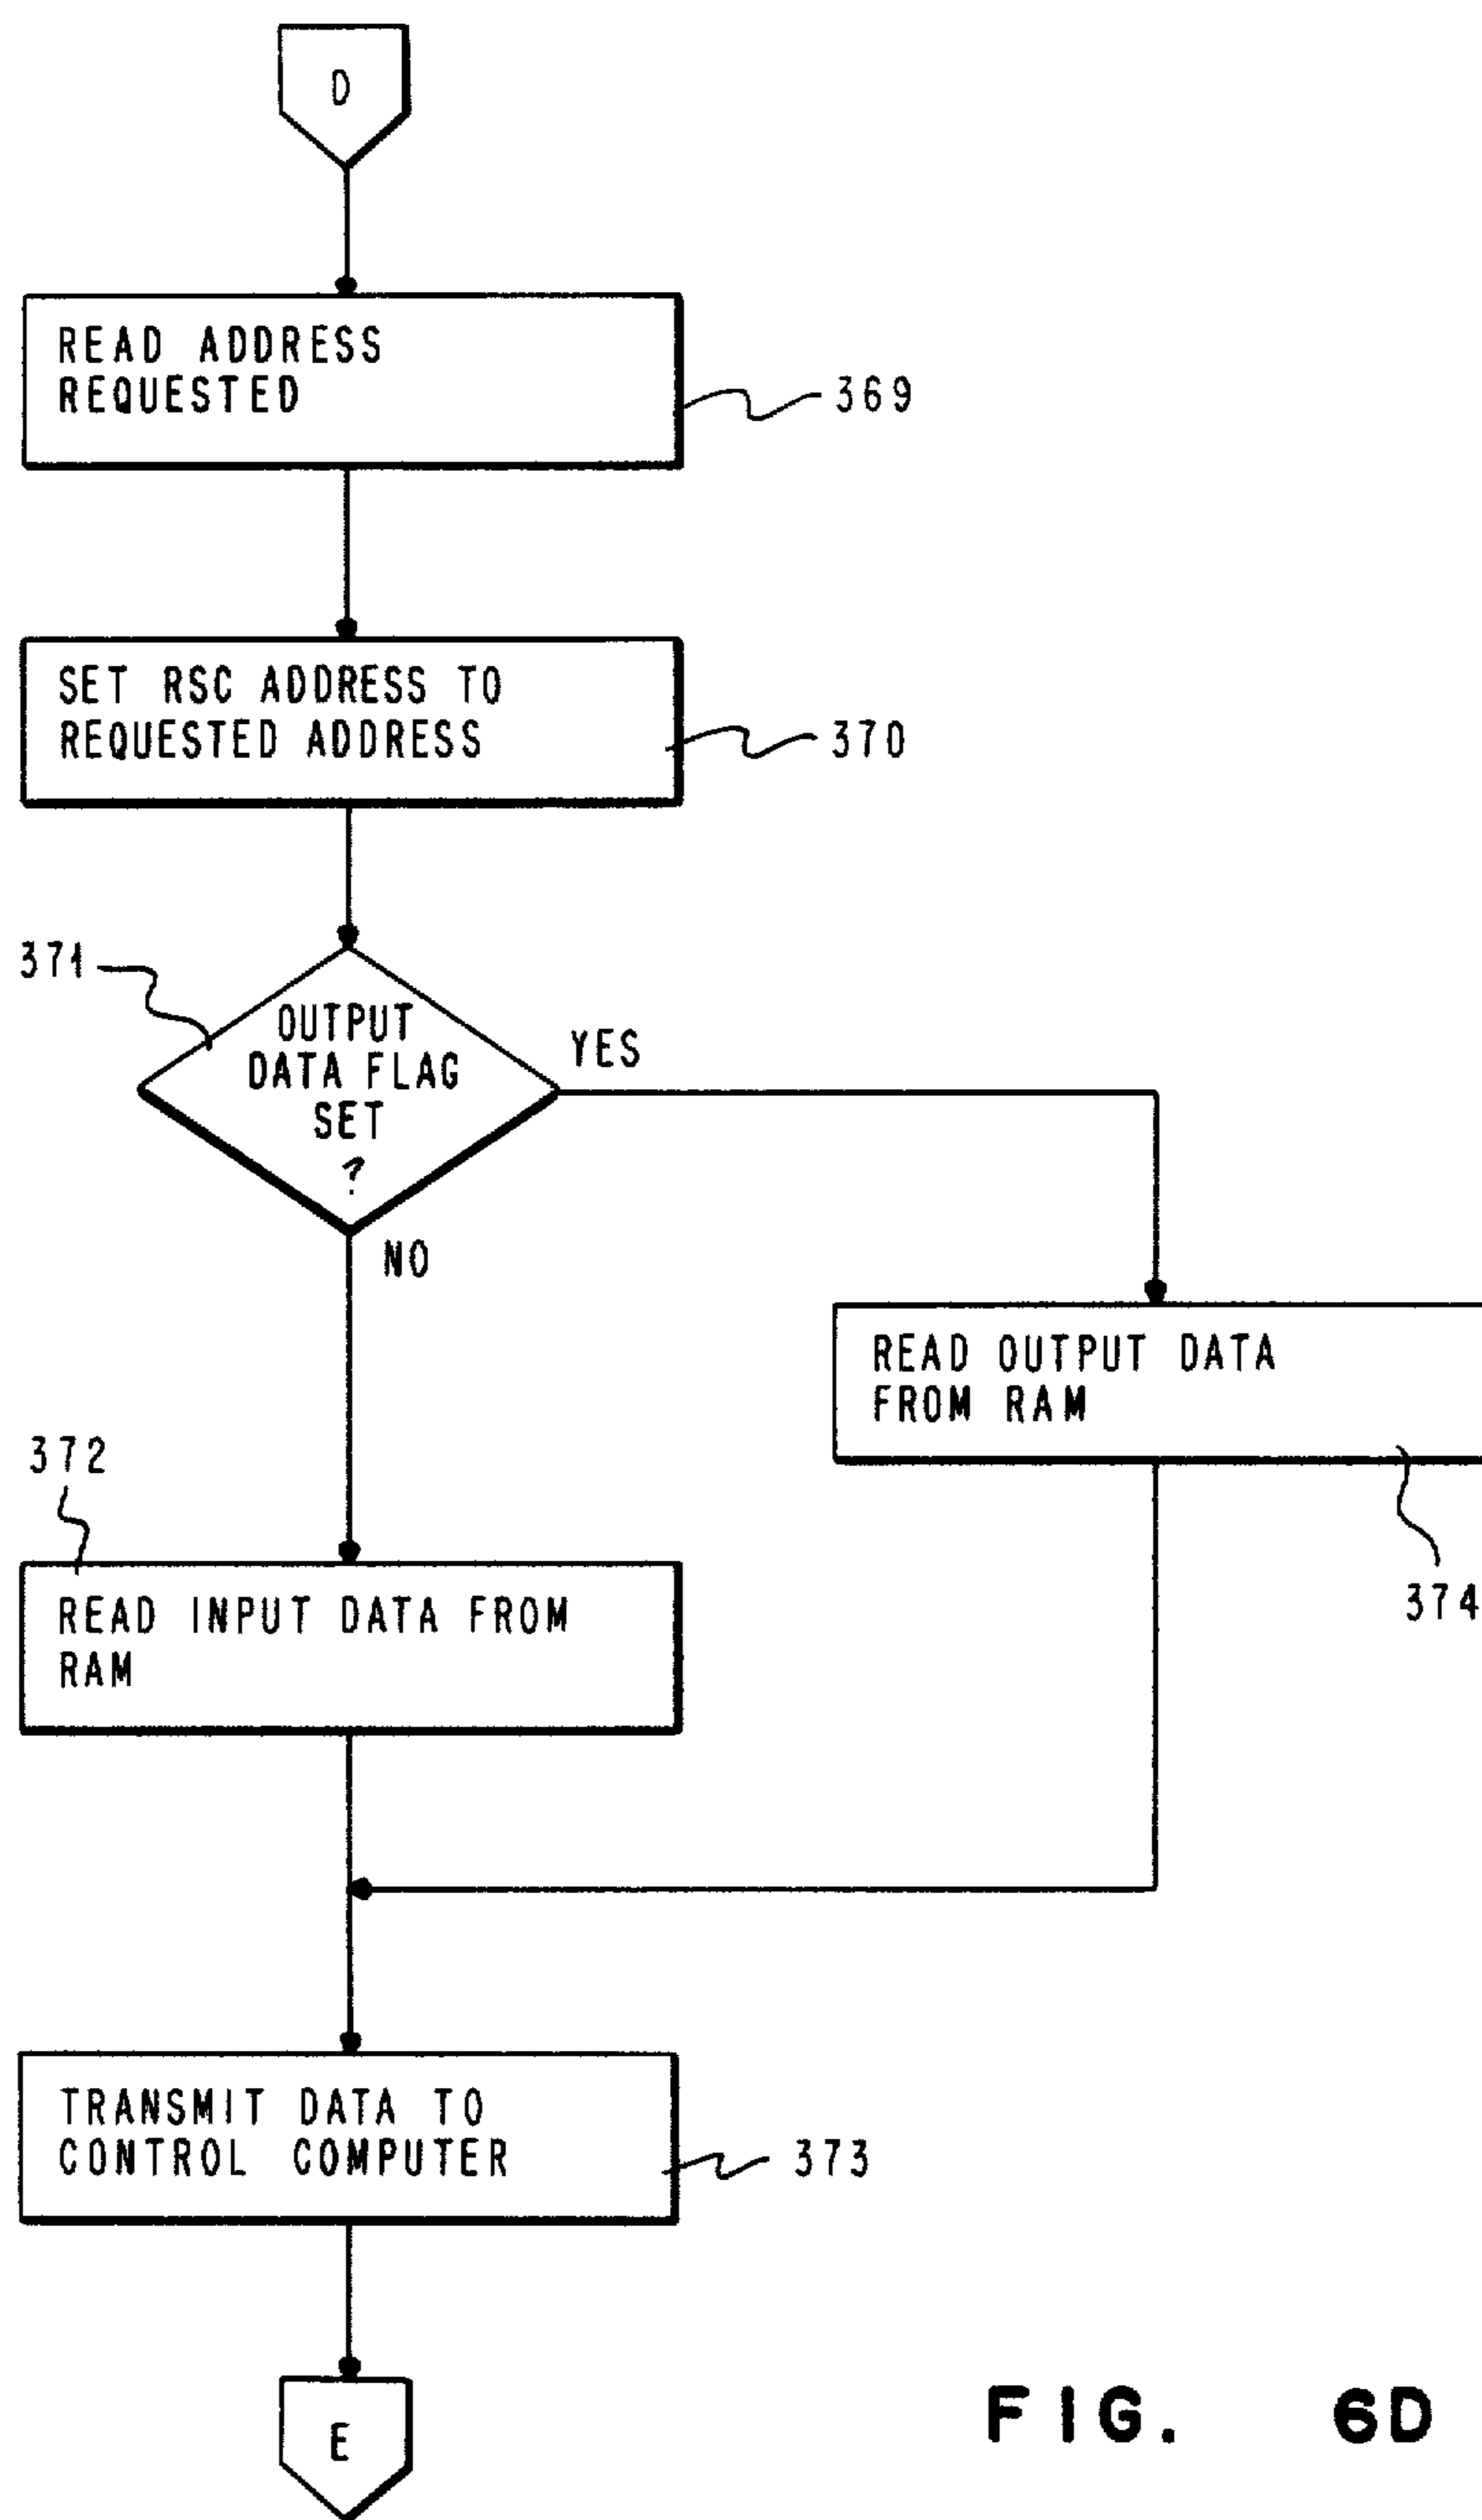 D
READ ADDRESS
REQUESTED
369
SET RSC ADDRESS TO
REQUESTED ADDRESS
370
371
OUTPUT
DATA FLAG
SET
?
YES
NO
READ OUTPUT DATA
FROM RAM
374
372
READ INPUT DATA FROM
RAM
TRANSMIT DATA TO
CONTROL COMPUTER
373
E
FIG. 6D